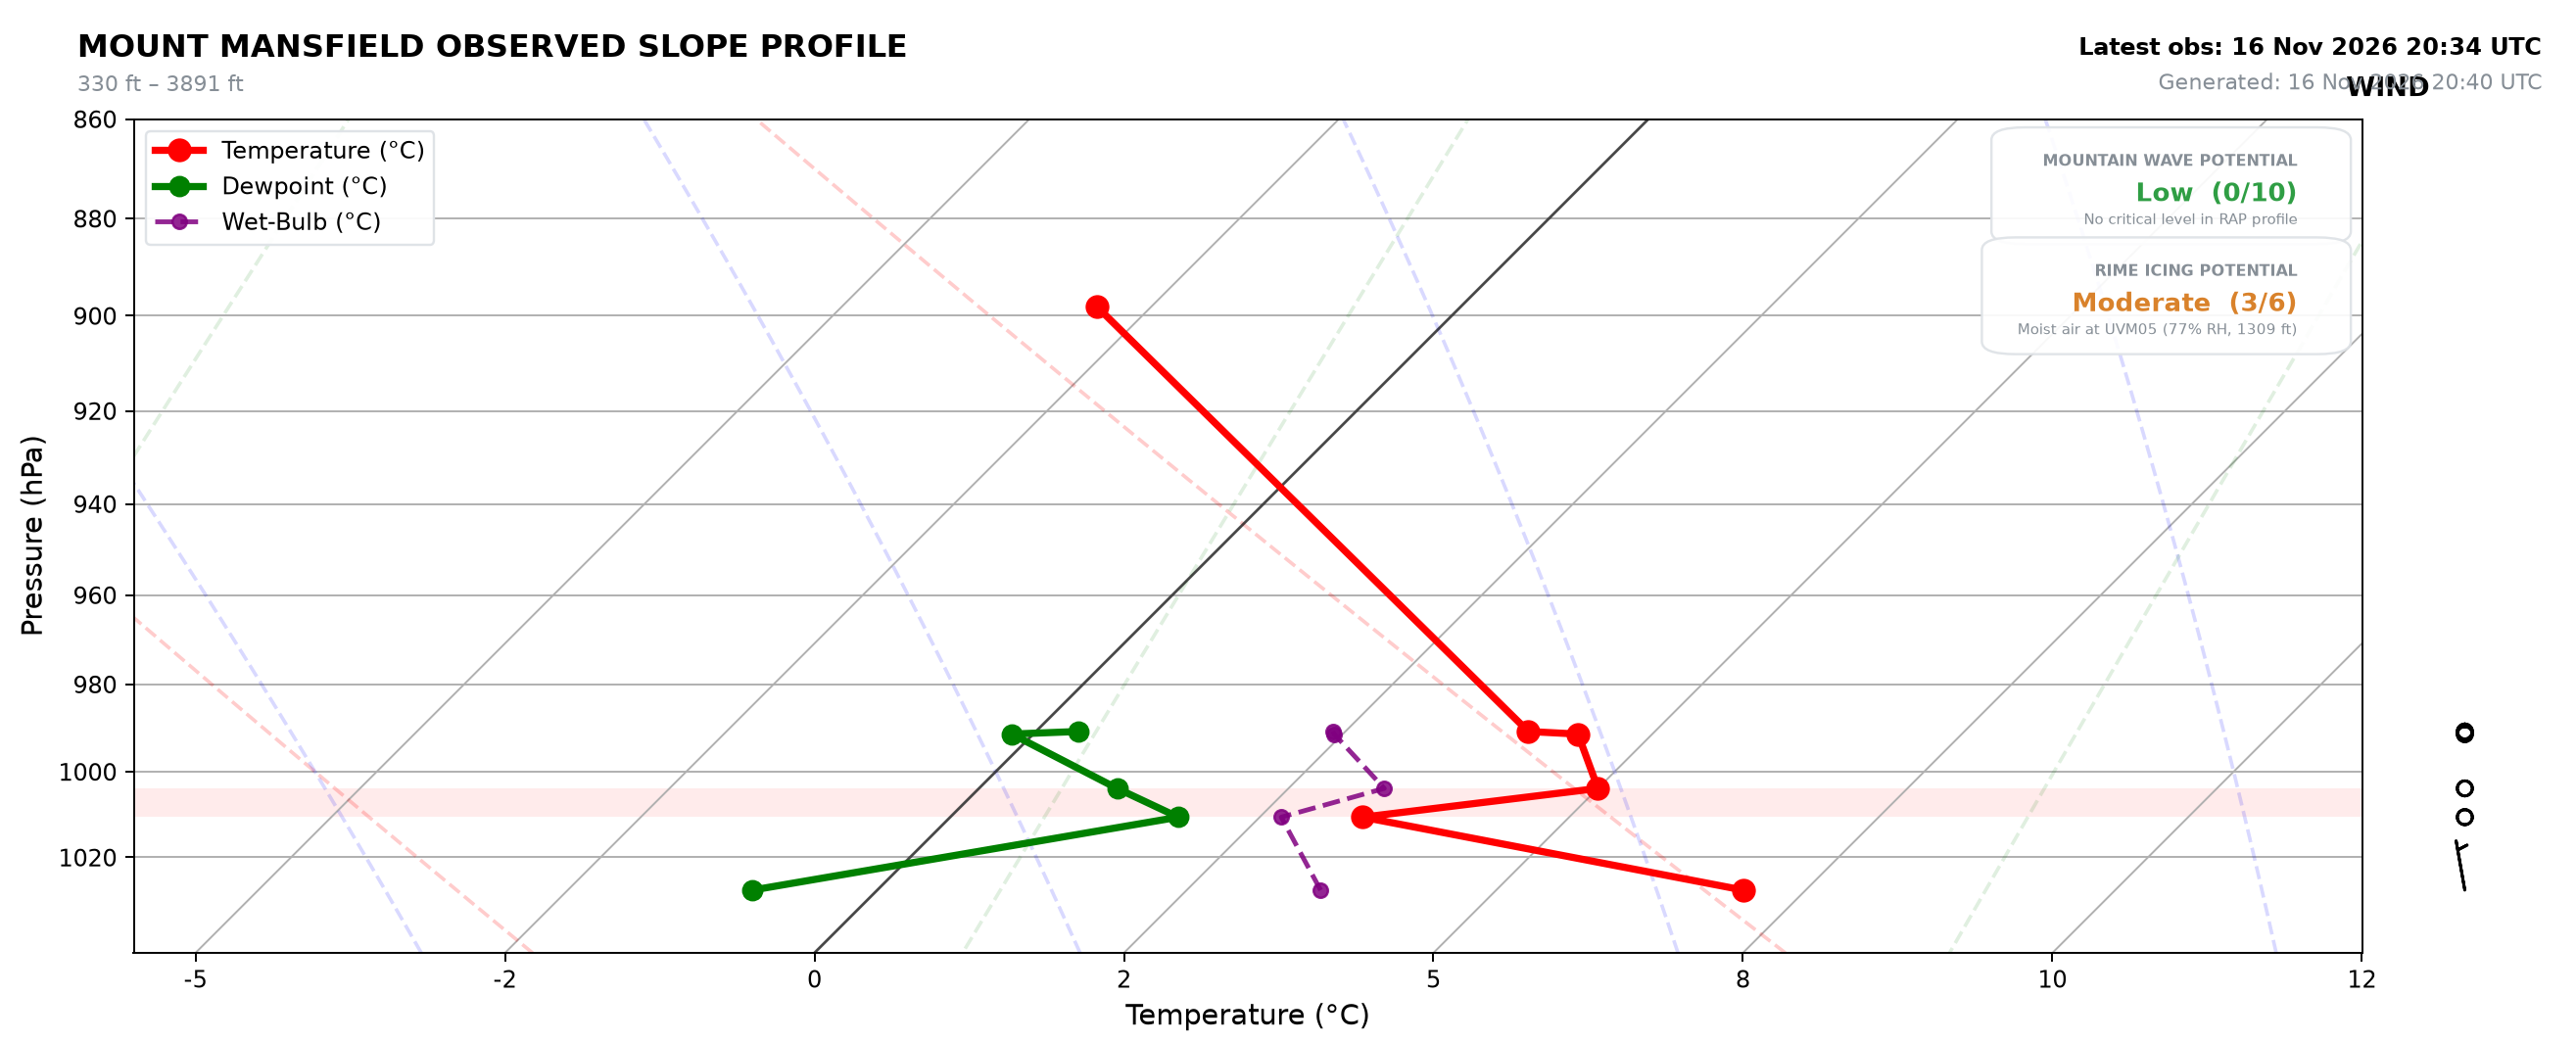 MOUNT MANSFIELD OBSERVED SLOPE PROFILE
330 ft – 3891 ft
Latest obs: 16 Nov 2026 20:34 UTC
Generated: 16 Nov 2026 20:40 UTC
WIND
Temperature (°C)
Dewpoint (°C)
Wet-Bulb (°C)
MOUNTAIN WAVE POTENTIAL
Low (0/10)
No critical level in RAP profile
RIME ICING POTENTIAL
Moderate (3/6)
Moist air at UVM05 (77% RH, 1309 ft)
Pressure (hPa)
860
880
900
920
940
960
980
1000
1020
-5 -2 0 2 5 8 10 12
Temperature (°C)